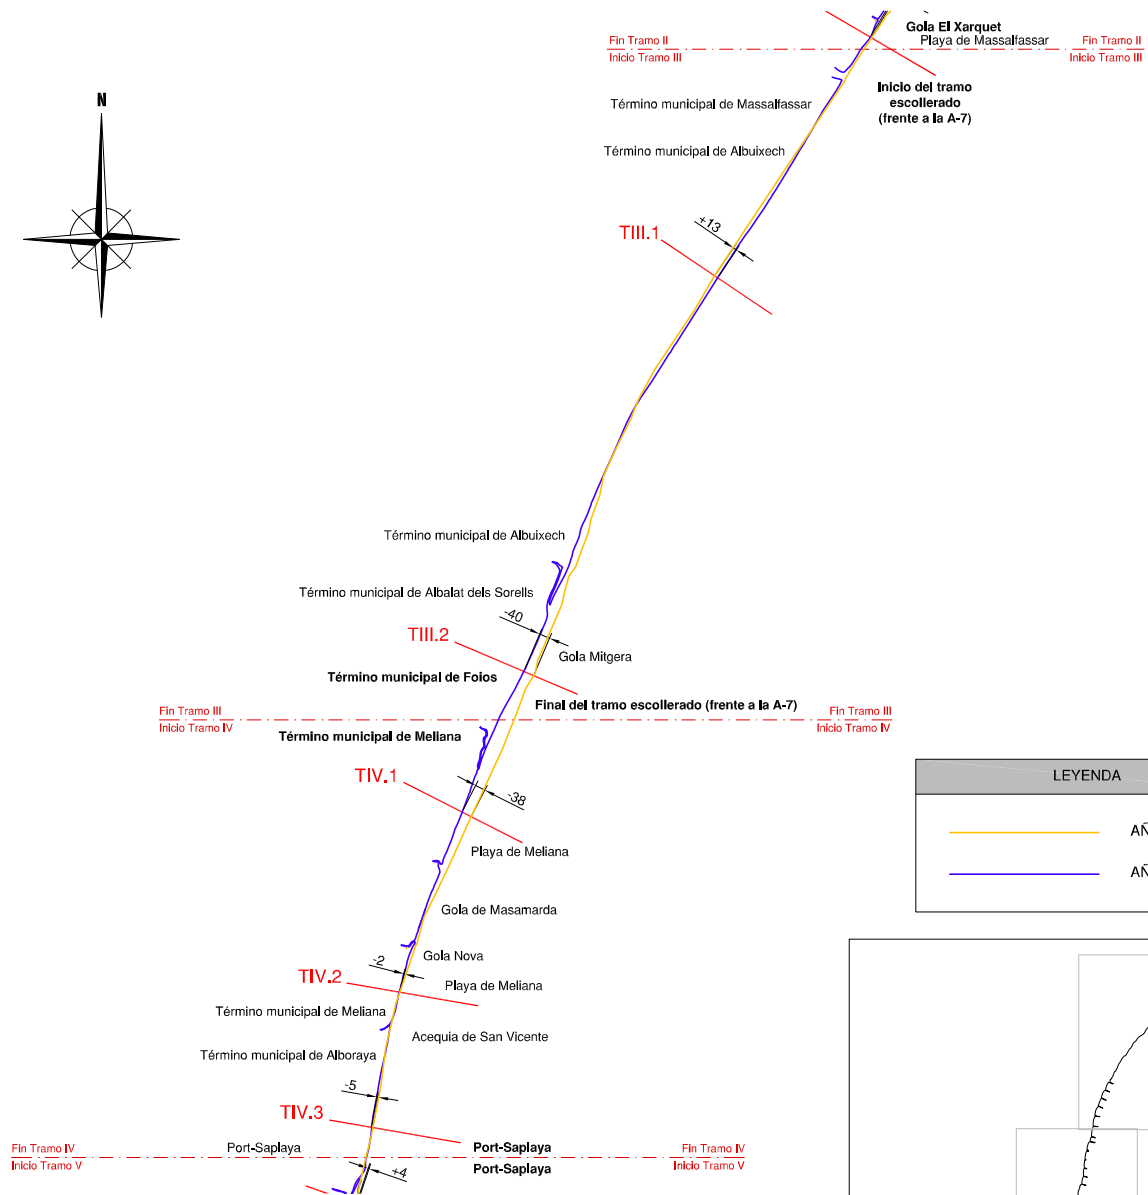 Gola El Xarquet
Playa de Massalfassar
Fin Tramo II
Fin Tramo II
Inicio Tramo III
Inicio Tramo III
Inicio del tramo
escollerado
(frente a la A-7)
N
Término municipal de Massalfassar
Término municipal de Albuixech
+13
TIII.1
Término municipal de Albuixech
Término municipal de Albalat dels Sorells
-40
TIII.2
Gola Mitgera
Término municipal de Foios
Final del tramo escollerado (frente a la A-7)
Fin Tramo III
Fin Tramo III
Inicio Tramo IV
Inicio Tramo IV
Término municipal de Meliana
TIV.1
-38
LEYENDA
Playa de Meliana
Gola de Masamarda
Gola Nova
-2
TIV.2
Playa de Meliana
Término municipal de Meliana
Acequia de San Vicente
Término municipal de Alboraya
-5
TIV.3
Port-Saplaya
Port-Saplaya
Fin Tramo IV
Fin Tramo IV
Inicio Tramo V
Inicio Tramo V
Port-Saplaya
+4